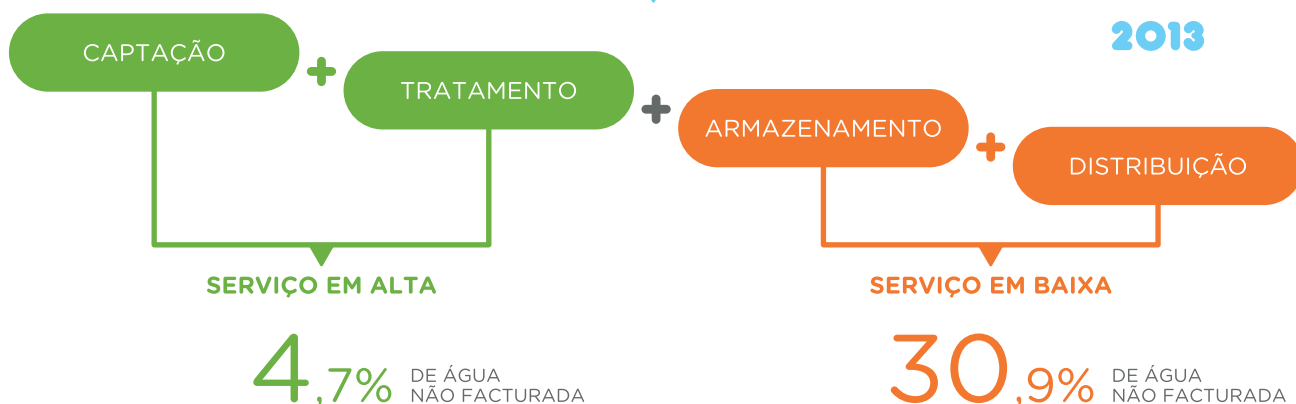 2013
CAPTAÇÃO
+
TRATAMENTO
+
ARMAZENAMENTO
+
DISTRIBUIÇÃO
SERVIÇO EM ALTA
4,7% DE ÁGUA
NÃO FACTURADA
SERVIÇO EM BAIXA
30,9% DE ÁGUA
NÃO FACTURADA